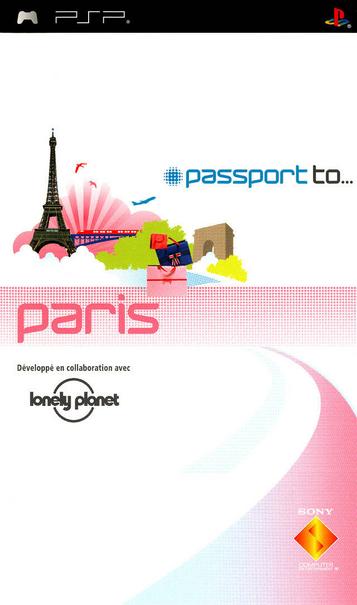 PSP
passport to...
paris
Développé en collaboration avec
lonely planet
SONY
COMPUTER
ENTERTAINMENT